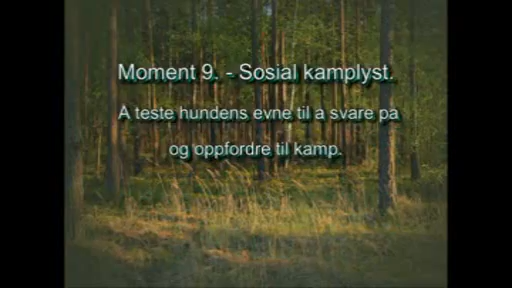 Moment 9. - Sosial kamplyst.
A teste hundens evne til a svare pa
og oppfordre til kamp.